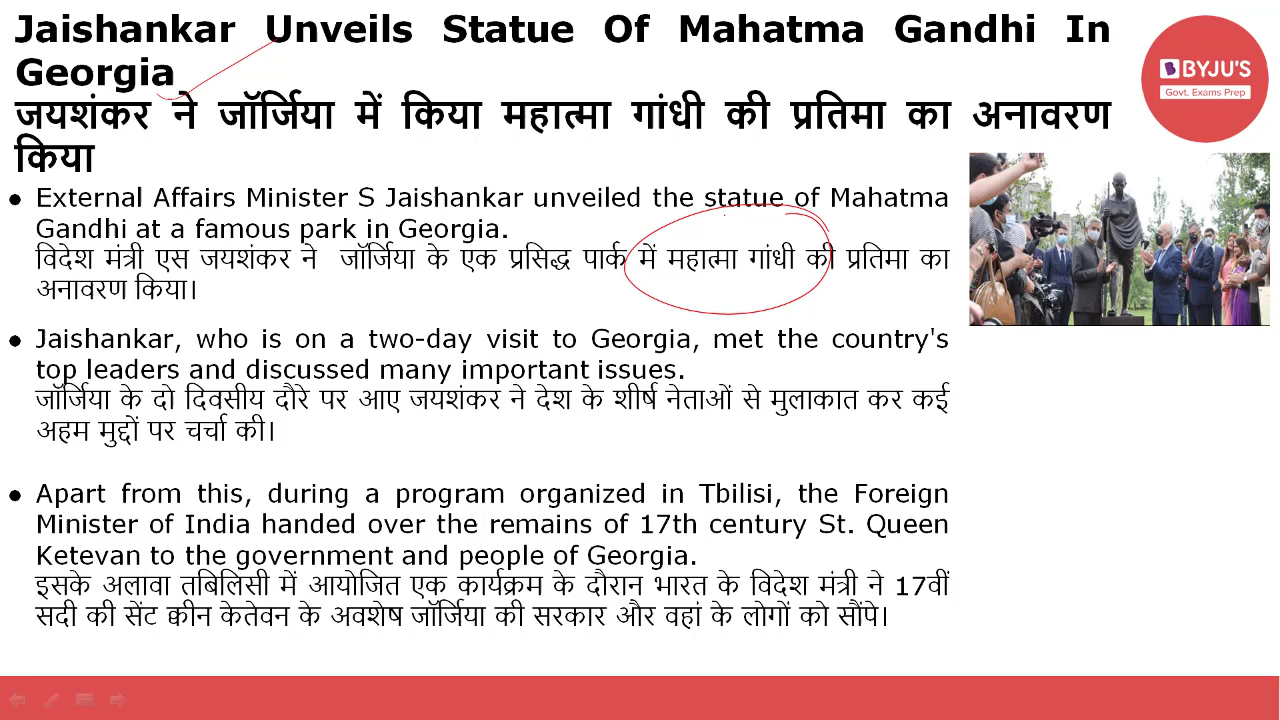 Jaishankar Unveils Statue Of Mahatma Gandhi In
Georgia
जयशंकर ने जॉर्जिया में किया महात्मा गांधी की प्रतिमा का अनावरण
किया
BYJU'S
Govt. Exams Prep
• External Affairs Minister S Jaishankar unveiled the statue of Mahatma
Gandhi at a famous park in Georgia.
विदेश मंत्री एस जयशंकर ने जॉर्जिया के एक प्रसिद्ध पार्क में महात्मा गांधी की प्रतिमा का
अनावरण किया।
• Jaishankar, who is on a two-day visit to Georgia, met the country's
top leaders and discussed many important issues.
जॉर्जिया के दो दिवसीय दौरे पर आए जयशंकर ने देश के शीर्ष नेताओं से मुलाकात कर कई
अहम मुद्दों पर चर्चा की।
• Apart from this, during a program organized in Tbilisi, the Foreign
Minister of India handed over the remains of 17th century St. Queen
Ketevan to the government and people of Georgia.
इसके अलावा तबिलिसी में आयोजित एक कार्यक्रम के दौरान भारत के विदेश मंत्री ने 17वीं
सदी की सेंट क्वीन केतेवन के अवशेष जॉर्जिया की सरकार और वहां के लोगों को सौंपे।